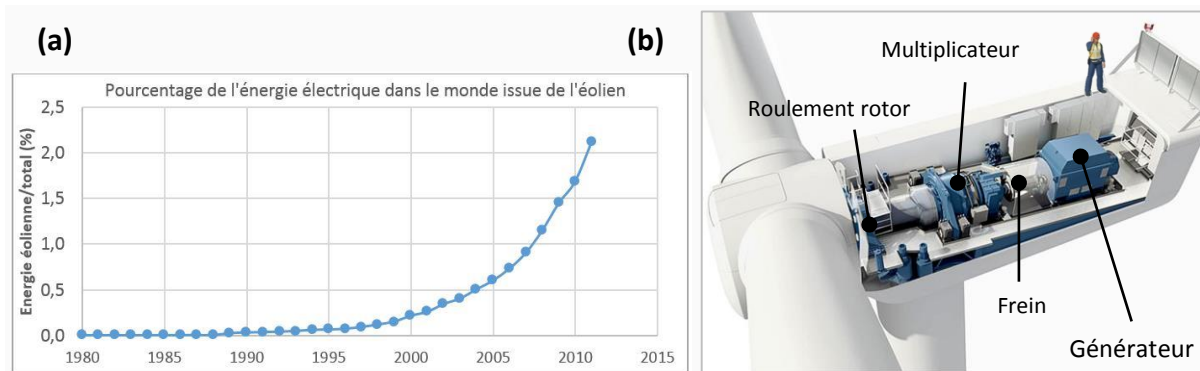 (a)
Pourcentage de l'énergie électrique dans le monde issue de l'éolien
Energie éolienne/total (%)
2,5
2,0
1,5
1,0
0,5
0,0
1980
1985
1990
1995
2000
2005
2010
2015
(b)
Multiplicateur
Roulement rotor
Frein
Générateur